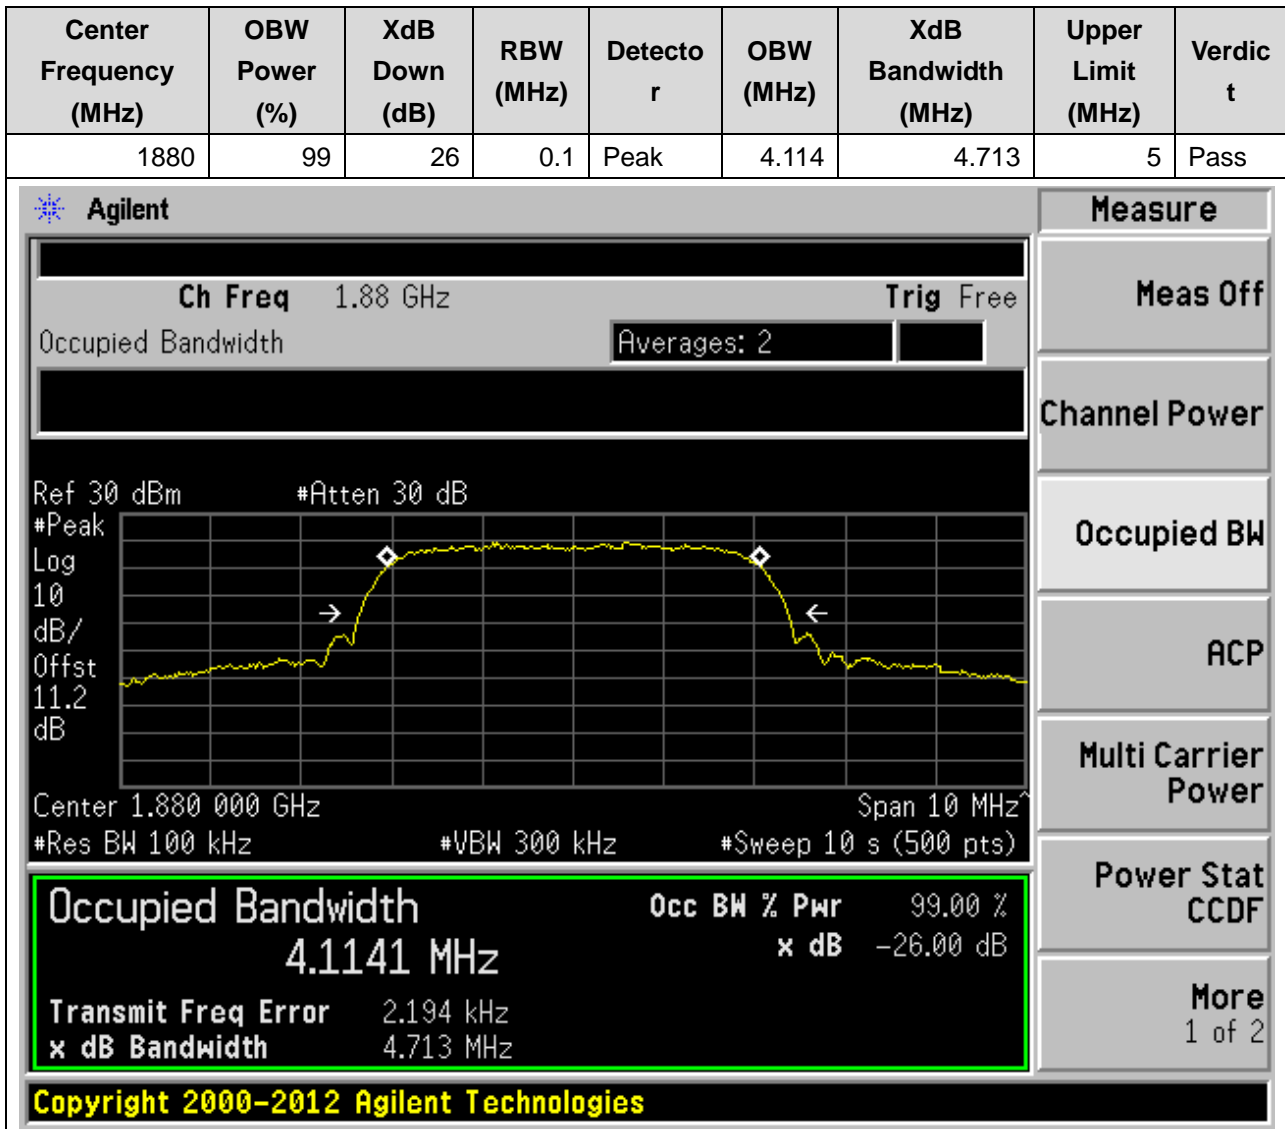 Center Frequency (MHz) OBW Power (%) XdB Down (dB) RBW (MHz) Detecto r OBW (MHz) XdB Bandwidth (MHz) Upper Limit (MHz) Verdic t
1880 99 26 0.1 Peak 4.114 4.713 5 Pass
Agilent
Measure
Ch Freq 1.88 GHz Trig Free
Meas Off
Occupied Bandwidth Averages: 2
Channel Power
Ref 30 dBm #Atten 30 dB
#Peak
Log
10
dB/
Offst
11.2
dB
Occupied BW
ACP
Multi Carrier
Power
Center 1.880 000 GHz Span 10 MHz^
#Res BW 100 kHz #VBW 300 kHz #Sweep 10 s (500 pts)
Power Stat
CCDF
Occupied Bandwidth Occ BW % Pwr 99.00 %
4.1141 MHz x dB -26.00 dB
Transmit Freq Error 2.194 kHz
x dB Bandwidth 4.713 MHz
More
1 of 2
Copyright 2000-2012 Agilent Technologies